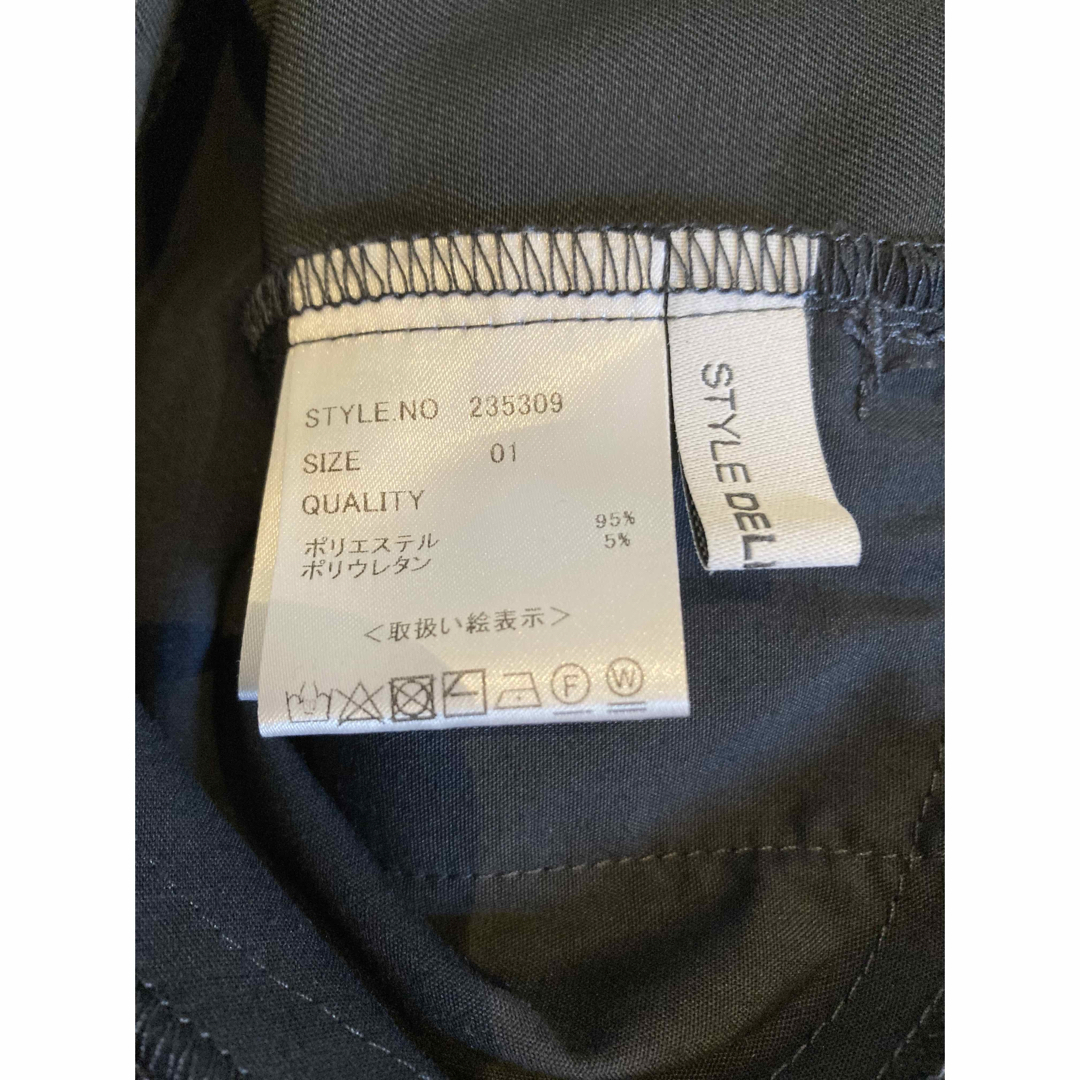 STYLE.NO 235309
SIZE 01
QUALITY
ポリエステル 95%
ポリウレタン 5%
＜取扱い絵表示＞
F W
STYLE DELI